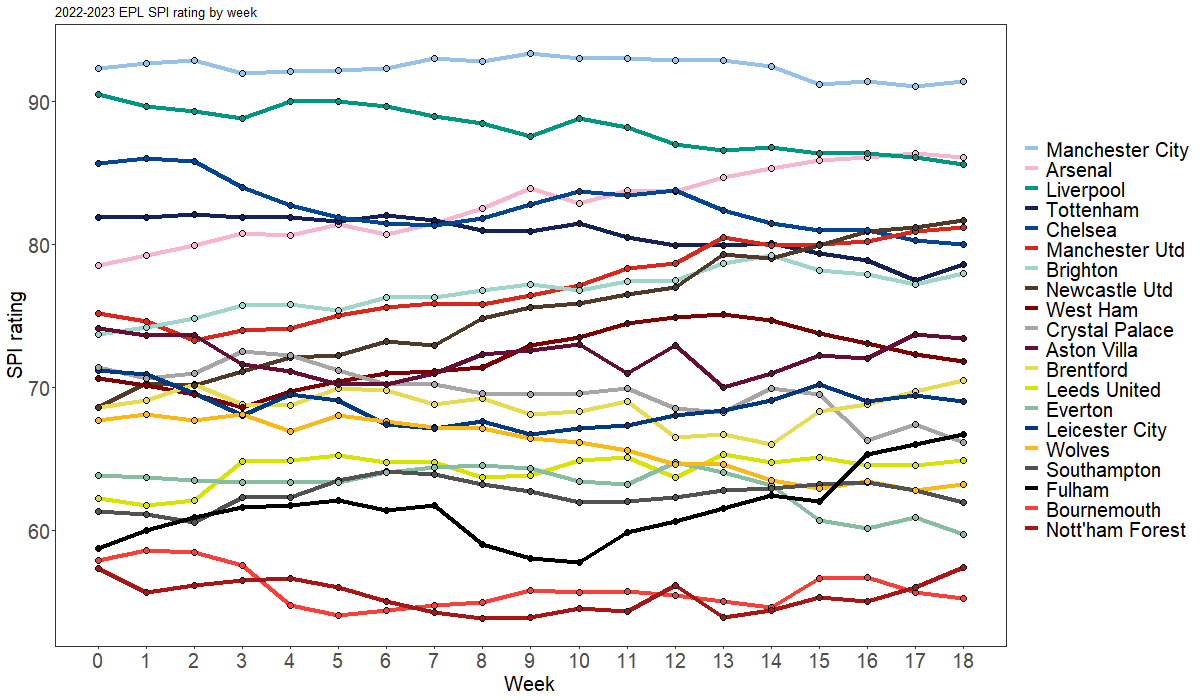 2022-2023 EPL SPI rating by week
90
80
70
60
SPI rating
0 1 2 3 4 5 6 7 8 9 10 11 12 13 14 15 16 17 18
Week
Manchester City
Arsenal
Liverpool
Tottenham
Chelsea
Manchester Utd
Brighton
Newcastle Utd
West Ham
Crystal Palace
Aston Villa
Brentford
Leeds United
Everton
Leicester City
Wolves
Southampton
Fulham
Bournemouth
Nott'ham Forest